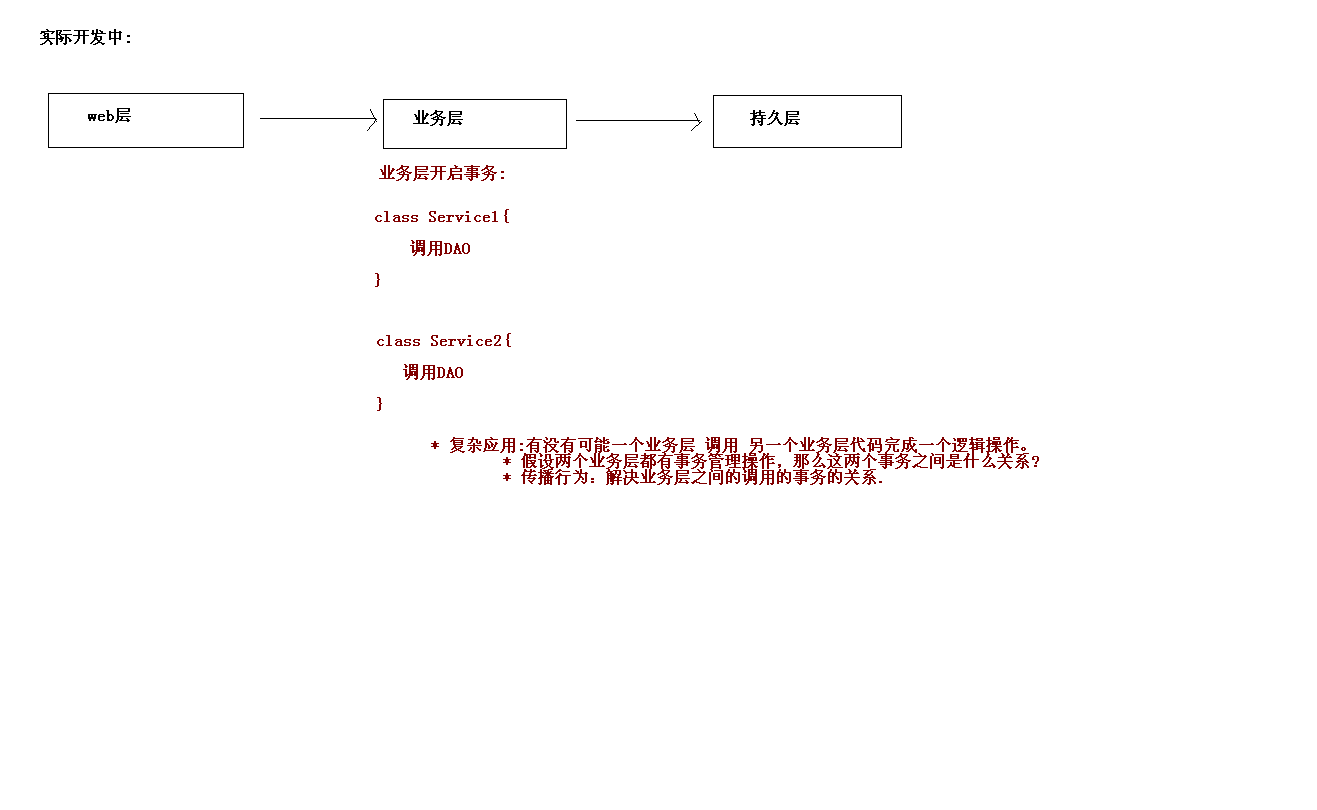 实际开发中:
web层
业务层
持久层
业务层开启事务:
class Service1{
调用DAO
}
class Service2{
调用DAO
}
* 复杂应用:有没有可能一个业务层 调用 另一个业务层代码完成一个逻辑操作。
* 假设两个业务层都有事务管理操作，那么这两个事务之间是什么关系?
* 传播行为：解决业务层之间的调用的事务的关系.